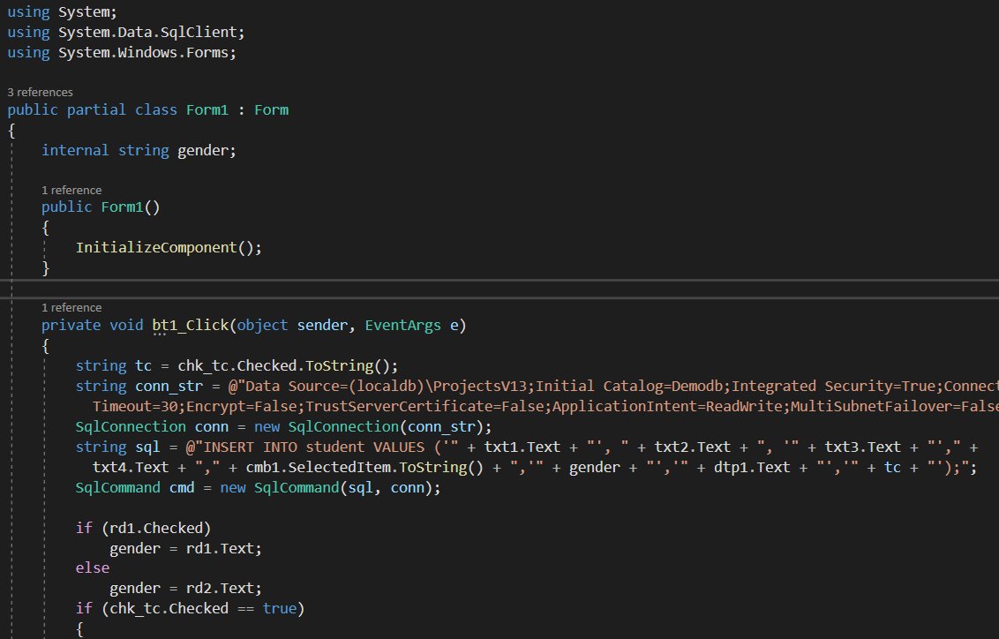 using System;
using System.Data.SqlClient;
using System.Windows.Forms;
3 references
public partial class Form1 : Form
{
internal string gender;
1 reference
public Form1()
{
InitializeComponent();
}
1 reference
private void bt1_Click(object sender, EventArgs e)
{
string tc = chk_tc.Checked.ToString();
string conn_str = @"Data Source=(localdb)\ProjectsV13;Initial Catalog=Demodb;Integrated Security=True;Connect
Timeout=30;Encrypt=False;TrustServerCertificate=False;ApplicationIntent=ReadWrite;MultiSubnetFailover=False
SqlConnection conn = new SqlConnection(conn_str);
string sql = @"INSERT INTO student VALUES ('" + txt1.Text + "', " + txt2.Text + ", '" + txt3.Text + "'," +
txt4.Text + "," + cmb1.SelectedItem.ToString() + ",'" + gender + "','" + dtp1.Text + "','" + tc + "');";
SqlCommand cmd = new SqlCommand(sql, conn);
if (rd1.Checked)
gender = rd1.Text;
else
gender = rd2.Text;
if (chk_tc.Checked == true)
{